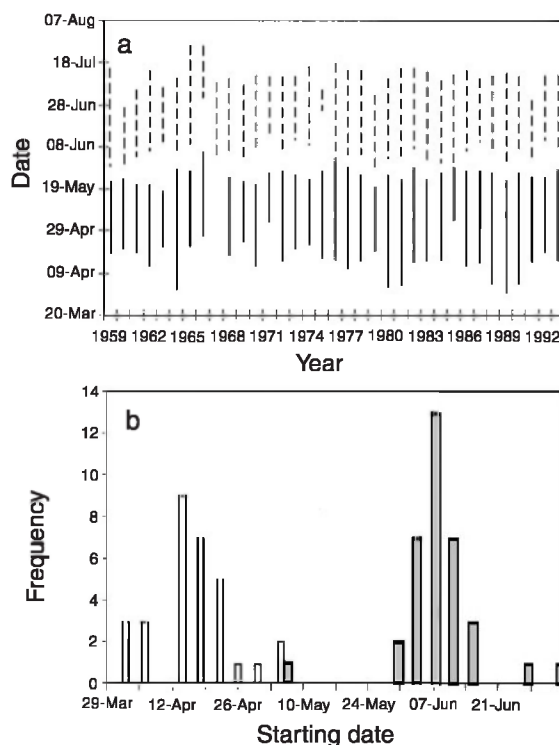 07-Aug
a
18-Jul
28-Jun
08-Jun
19-May
29-Apr
09-Apr
20-Mar
Date
1959 1962 1965 1968 1971 1974 1977 1980 1983 1986 1989 1992
Year
14
b
12
10
8
6
4
2
0
Frequency
29-Mar 12-Apr 26-Apr 10-May 24-May 07-Jun 21-Jun
Starting date